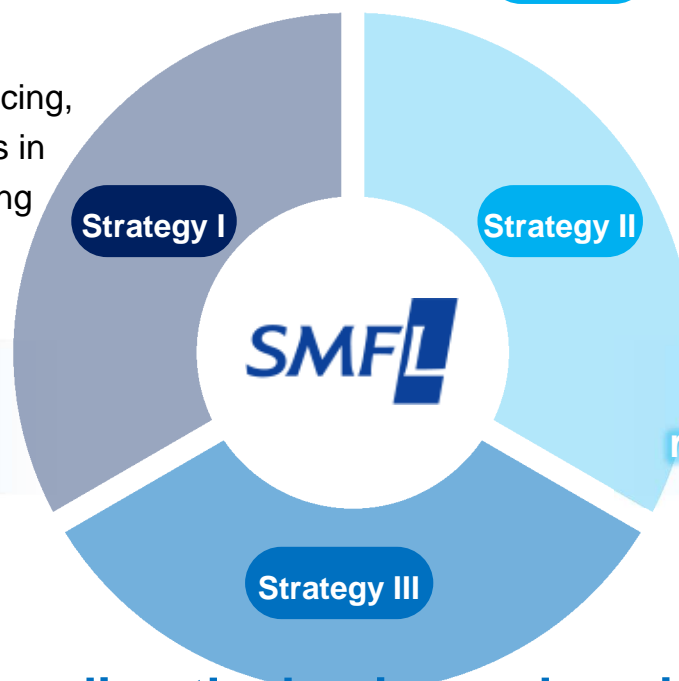 cing,
s in
ng
Strategy I
Strategy II
SMFL
Strategy III